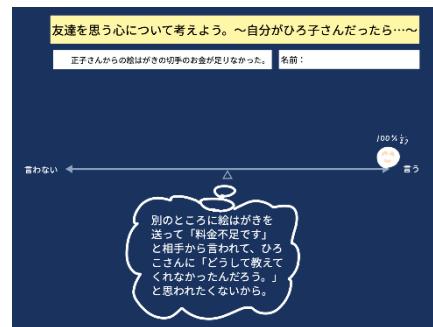 友達を思う心について考えよう。～自分がひろ子さんだったら…～
正子さんからの絵はがきの切手のお金が足りなかった。
名前：
100%
言わない
言う
別のところに絵はがきを
送って「料金不足です」
と相手から言われて、ひろ
こさんに「どうして教えて
くれなかったんだろう。」
と思われたくないから。